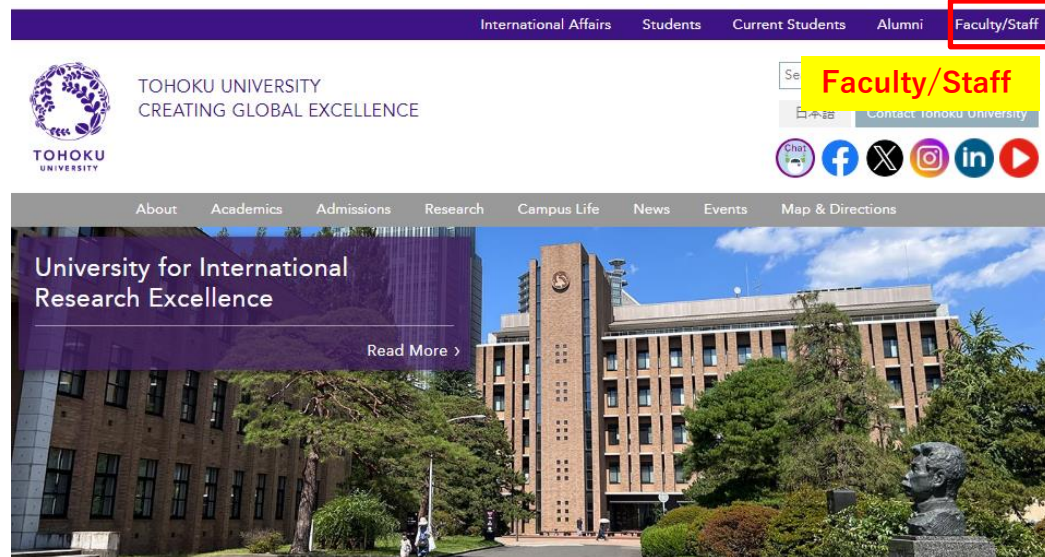 International Affairs Students Current Students Alumni Faculty/Staff
TOHOKU UNIVERSITY
CREATING GLOBAL EXCELLENCE
TOHOKU
UNIVERSITY
Se
Faculty/Staff
日本語 Contact Tohoku University
Chat
About Academics Admissions Research Campus Life News Events Map & Directions
University for International
Research Excellence
Read More >